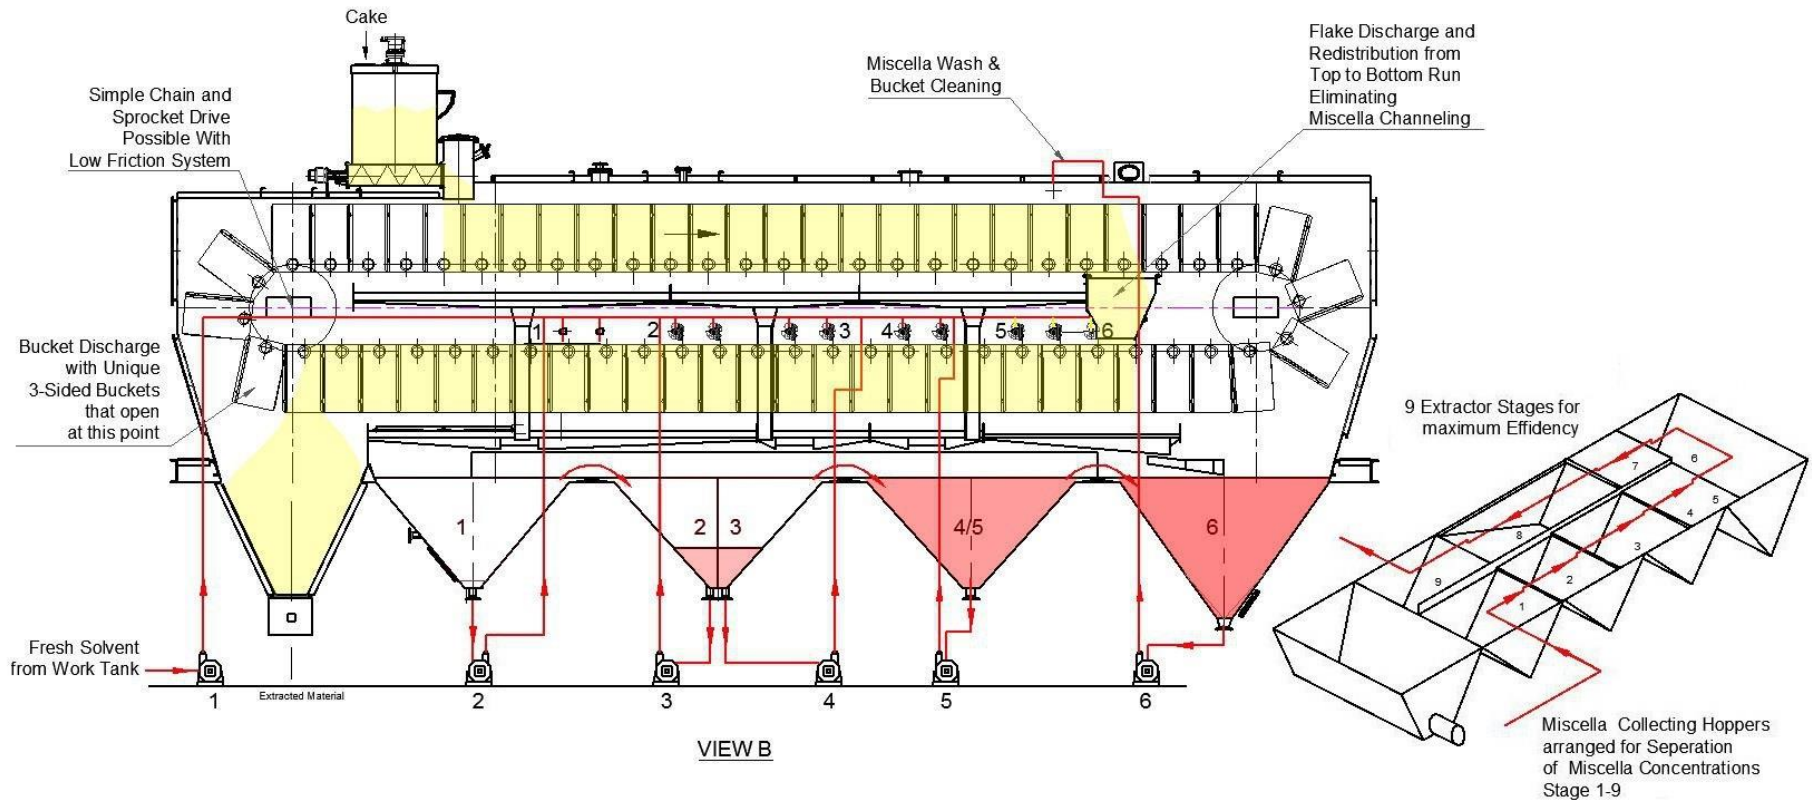 Cake
Simple Chain and
Sprocket Drive
Possible With
Low Friction System
Miscella Wash &
Bucket Cleaning
Flake Discharge and
Redistribution from
Top to Bottom Run
Eliminating
Miscella Channeling
1
2
3
4
5
6
Bucket Discharge
with Unique
3-Sided Buckets
that open
at this point
1
2
3
4/5
6
Fresh Solvent
from Work Tank
1
Extracted Material
2
3
4
5
6
VIEW B
9 Extractor Stages for
maximum Effidency
7
6
5
4
8
3
9
2
1
Miscella Collecting Hoppers
arranged for Seperation
of Miscella Concentrations
Stage 1-9